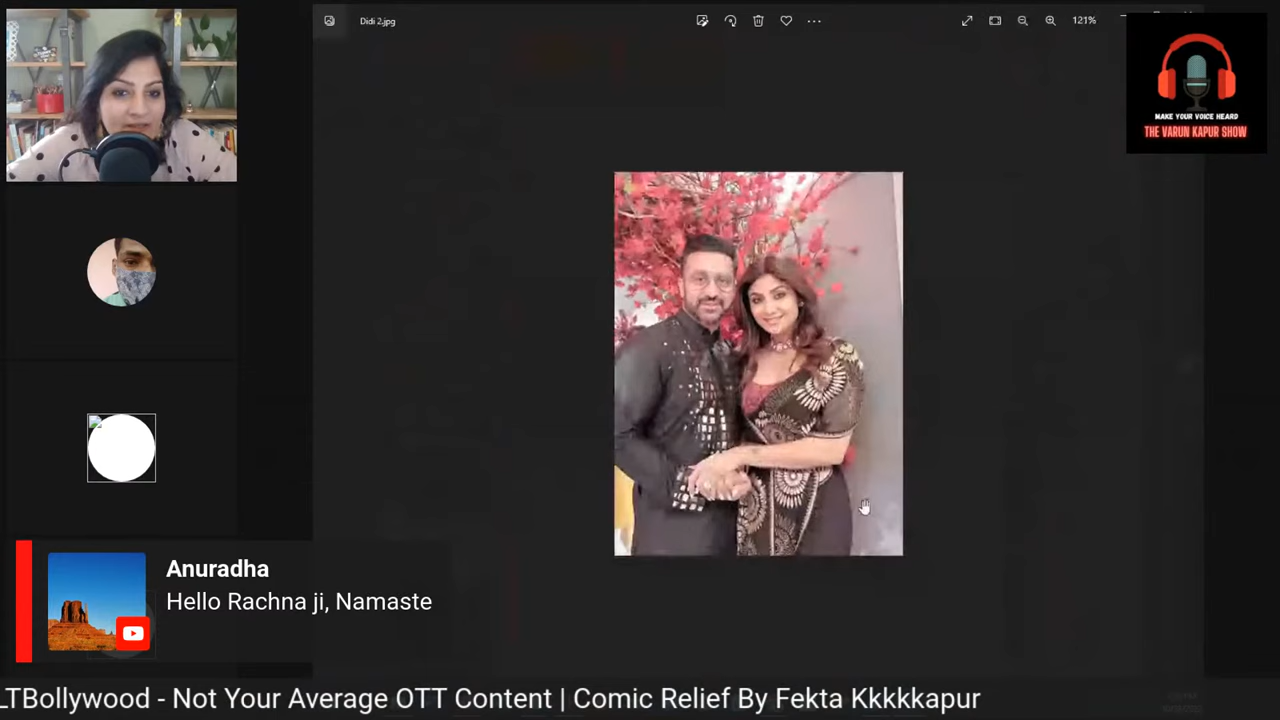 Didi 2.jpg
121%
MAKE YOUR VOICE HEARD
THE VARUN KAPUR SHOW
Anuradha
Hello Rachna ji, Namaste
LTBollywood - Not Your Average OTT Content | Comic Relief By Fekta Kkkkkapur